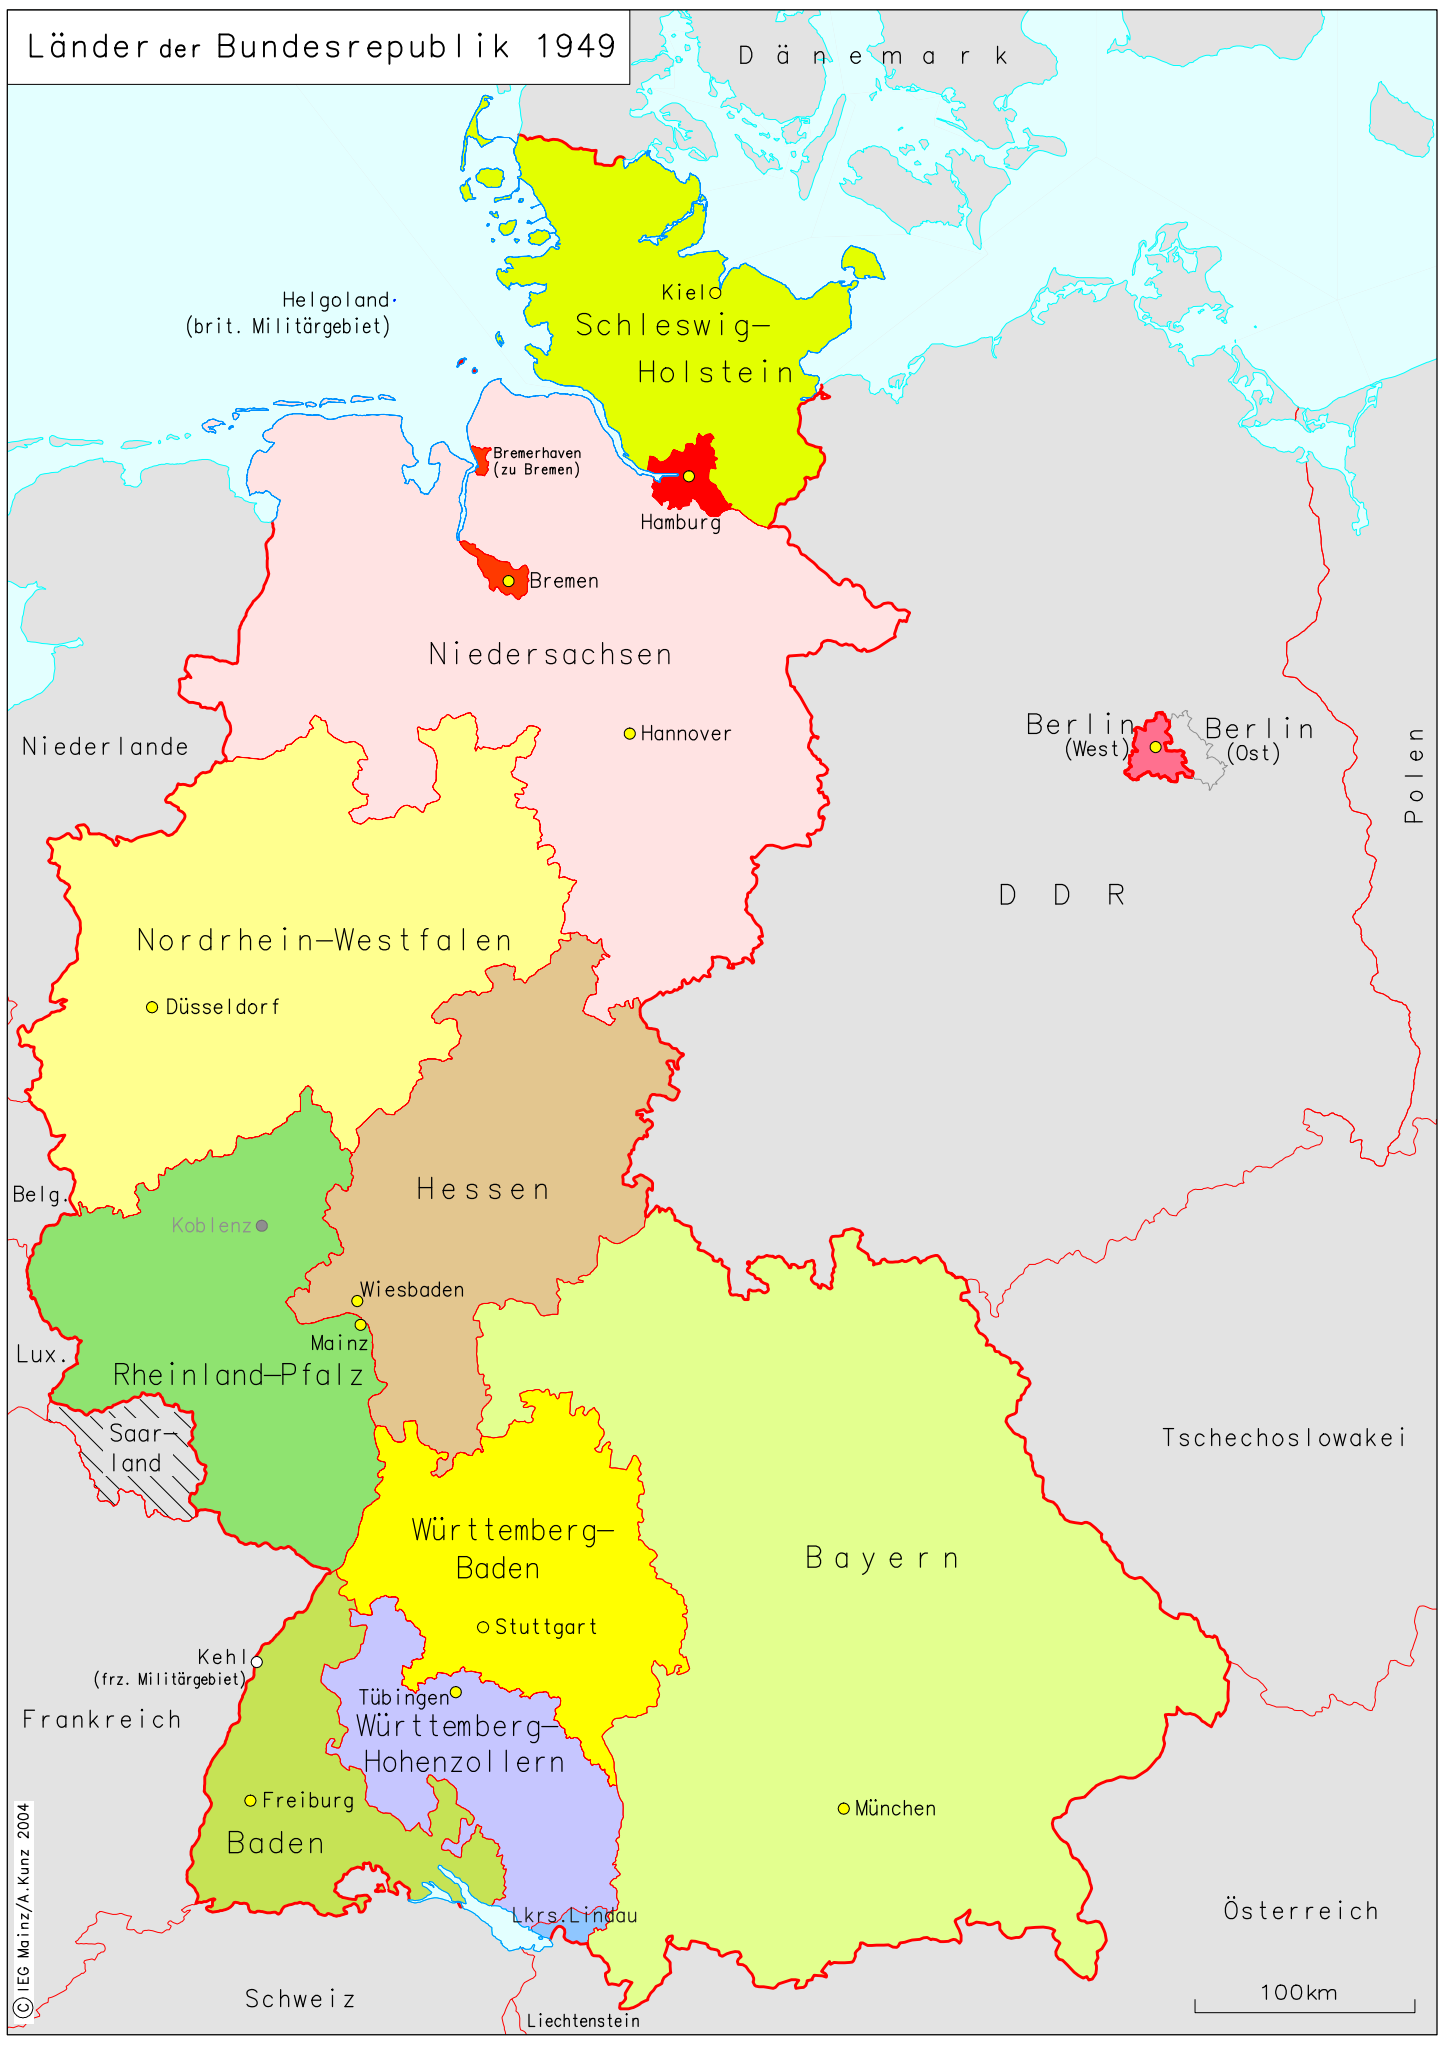 Länder der Bundesrepublik 1949
Dänemark
Helgoland
(brit. Militärgebiet)
Kiel
Schleswig-
Holstein
Bremerhaven
(zu Bremen)
Hamburg
Bremen
Niedersachsen
Hannover
Niederlande
Berlin
(West)
Berlin
(Ost)
Polen
DDR
Nordrhein-Westfalen
Düsseldorf
Hessen
Belg.
Koblenz
Wiesbaden
Mainz
Lux.
Rheinland-Pfalz
Saar-
land
Tschechoslowakei
Württemberg-
Baden
Stuttgart
Bayern
Kehl
(frz. Militärgebiet)
Frankreich
Tübingen
Württemberg-
Hohenzollern
Freiburg
Baden
München
Lkrs.Lindau
Österreich
Schweiz
Liechtenstein
100km
© IEG Mainz/A.Kunz 2004